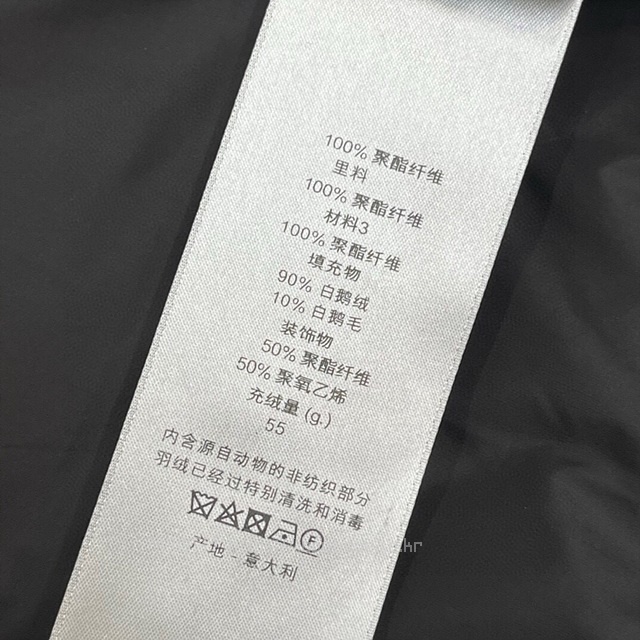 100% 聚酯纤维
里料
100% 聚酯纤维
材料3
100% 聚酯纤维
填充物
90% 白鹅绒
10% 白鹅毛
装饰物
50% 聚酯纤维
50% 聚氧乙烯
充绒量 (g.)
55
内含源自动物的非纺织部分
羽绒已经过特别清洗和消毒
F
产地 - 意大利